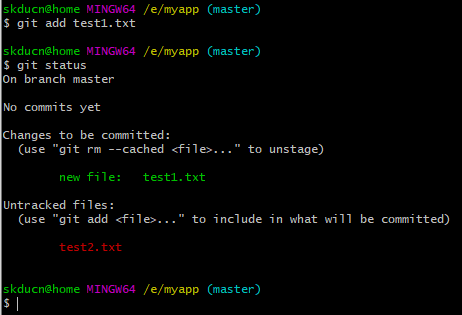 skducn@home MINGW64 /e/myapp (master)
$ git add test1.txt
skducn@home MINGW64 /e/myapp (master)
$ git status
On branch master
No commits yet
Changes to be committed:
(use "git rm --cached <file>..." to unstage)
new file:   test1.txt
Untracked files:
(use "git add <file>..." to include in what will be committed)
test2.txt
skducn@home MINGW64 /e/myapp (master)
$